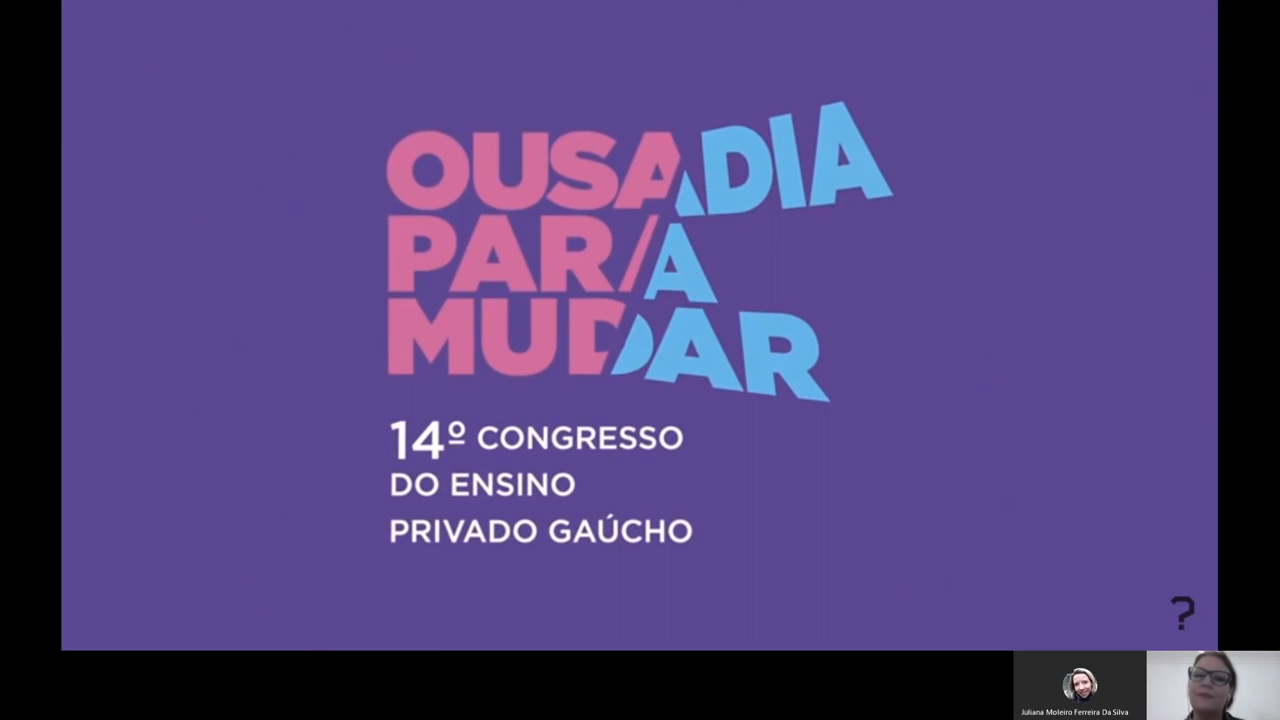 OUSADIA
PARA
MUDAR
14º CONGRESSO
DO ENSINO
PRIVADO GAÚCHO
?
Juliana Moleiro Ferreira Da Silva